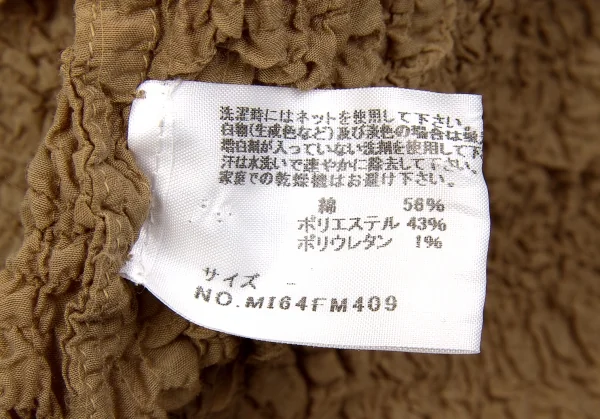 洗濯時にはネットを使用して下さい。
白物(生成色など)及び淡色の場合は
増白剤が入っていない洗剤を使用して下
汗は水洗いで速やかに除去して下さい。
家庭での乾燥機はお避け下さい。
綿 56%
ポリエステル 43%
ポリウレタン 1%
サイズ
NO.MI64FM409